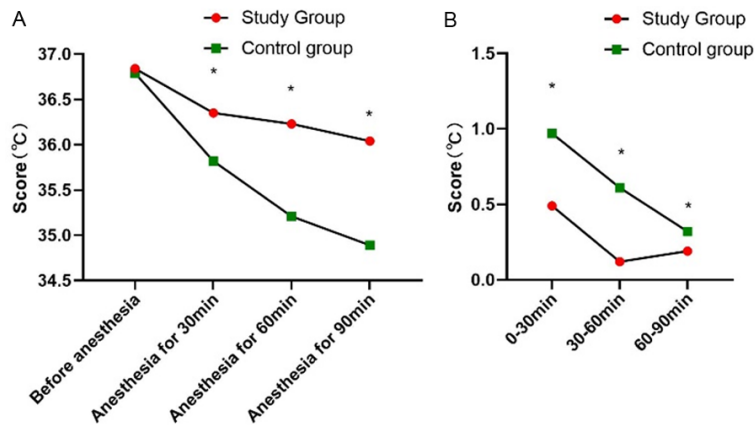 A
Study Group
Control group
37.0
36.5
36.0
35.5
35.0
34.5
Score(℃)
*
*
*
Before anesthesia
Anesthesia for 30min
Anesthesia for 60min
Anesthesia for 90min
B
Study Group
Control group
1.5
1.0
0.5
0.0
Score(℃)
*
*
*
0-30min
30-60min
60-90min